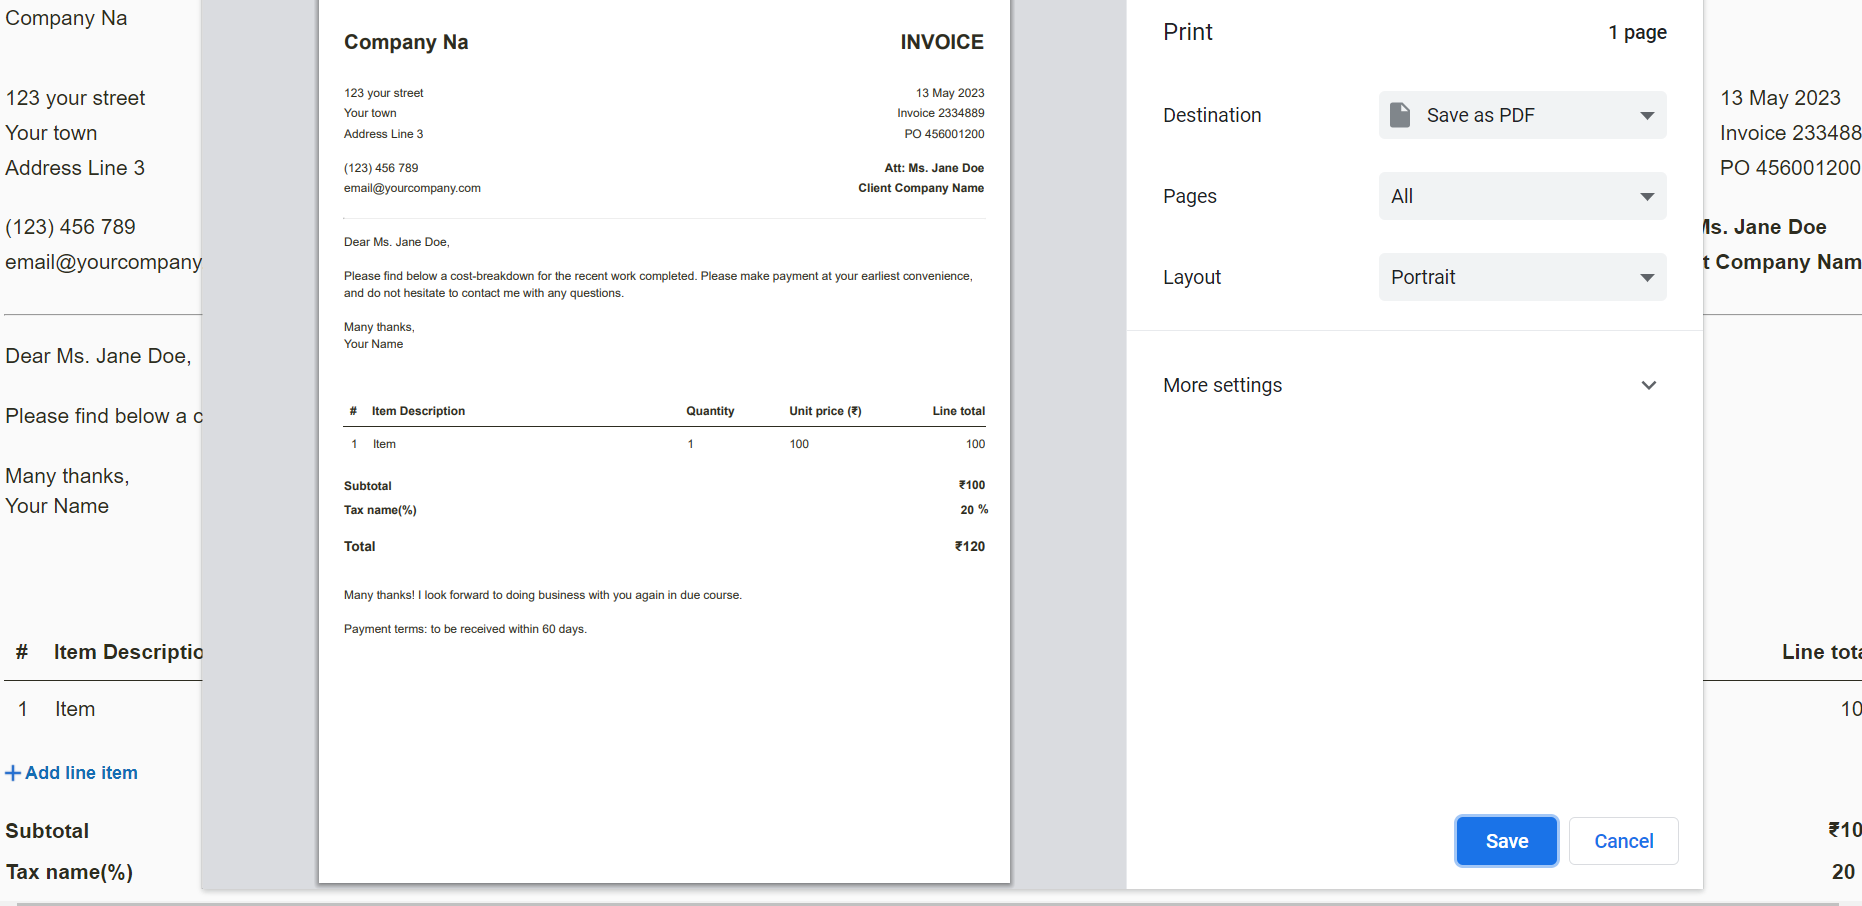 Company Na
123 your street
Your town
Address Line 3
(123) 456 789
email@yourcompany
Dear Ms. Jane Doe,
Please find below a c
Many thanks,
Your Name
# Item Descriptio
1 Item
+ Add line item
Subtotal
Tax name(%)
Company Na INVOICE
123 your street 13 May 2023
Your town Invoice 2334889
Address Line 3 PO 456001200
(123) 456 789 Att: Ms. Jane Doe
email@yourcompany.com Client Company Name
Dear Ms. Jane Doe,
Please find below a cost-breakdown for the recent work completed. Please make payment at your earliest convenience,
and do not hesitate to contact me with any questions.
Many thanks,
Your Name
# Item Description Quantity Unit price (₹) Line total
1 Item 1 100 100
Subtotal ₹100
Tax name(%) 20 %
Total ₹120
Many thanks! I look forward to doing business with you again in due course.
Payment terms: to be received within 60 days.
Print 1 page
Destination Save as PDF
Pages All
Layout Portrait
More settings
Save Cancel
13 May 2023
Invoice 233488
PO 456001200
Ms. Jane Doe
t Company Nam
Line tota
10
₹10
20